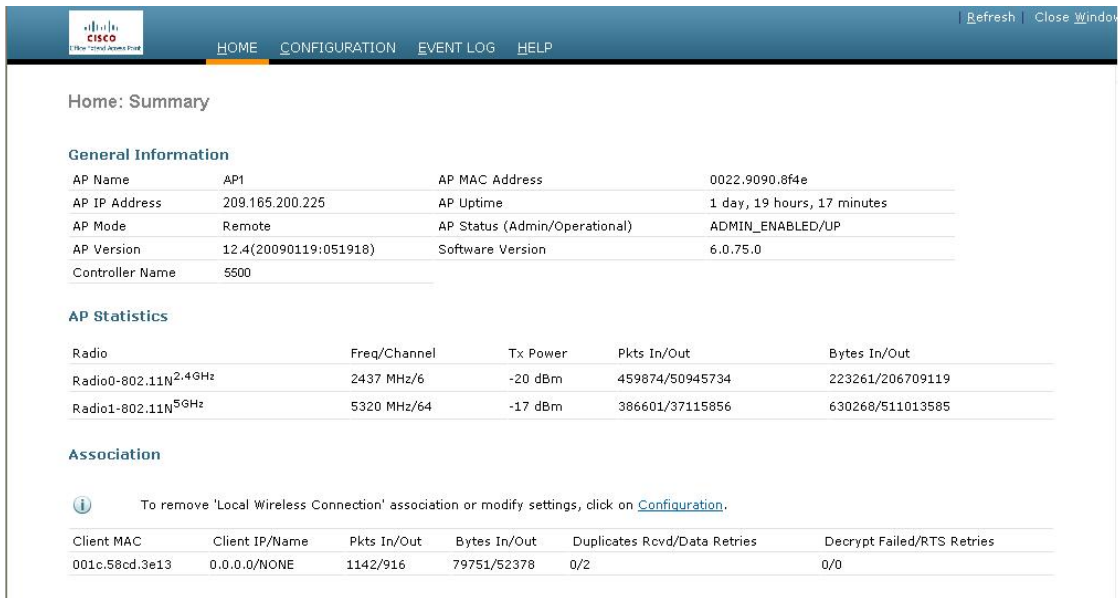 Refresh | Close Window
CISCO
Office Extend Access Point
HOME CONFIGURATION EVENT LOG HELP
Home: Summary
General Information
AP Name AP1 AP MAC Address 0022.9090.8f4e
AP IP Address 209.165.200.225 AP Uptime 1 day, 19 hours, 17 minutes
AP Mode Remote AP Status (Admin/Operational) ADMIN_ENABLED/UP
AP Version 12.4(20090119:051918) Software Version 6.0.75.0
Controller Name 5500
AP Statistics
Radio Freq/Channel Tx Power Pkts In/Out Bytes In/Out
Radio0-802.11N2.4GHz 2437 MHz/6 -20 dBm 459874/50945734 223261/206709119
Radio1-802.11N5GHz 5320 MHz/64 -17 dBm 386601/37115856 630268/511013585
Association
To remove 'Local Wireless Connection' association or modify settings, click on Configuration.
Client MAC Client IP/Name Pkts In/Out Bytes In/Out Duplicates Rcvd/Data Retries Decrypt Failed/RTS Retries
001c.58cd.3e13 0.0.0.0/NONE 1142/916 79751/52378 0/2 0/0